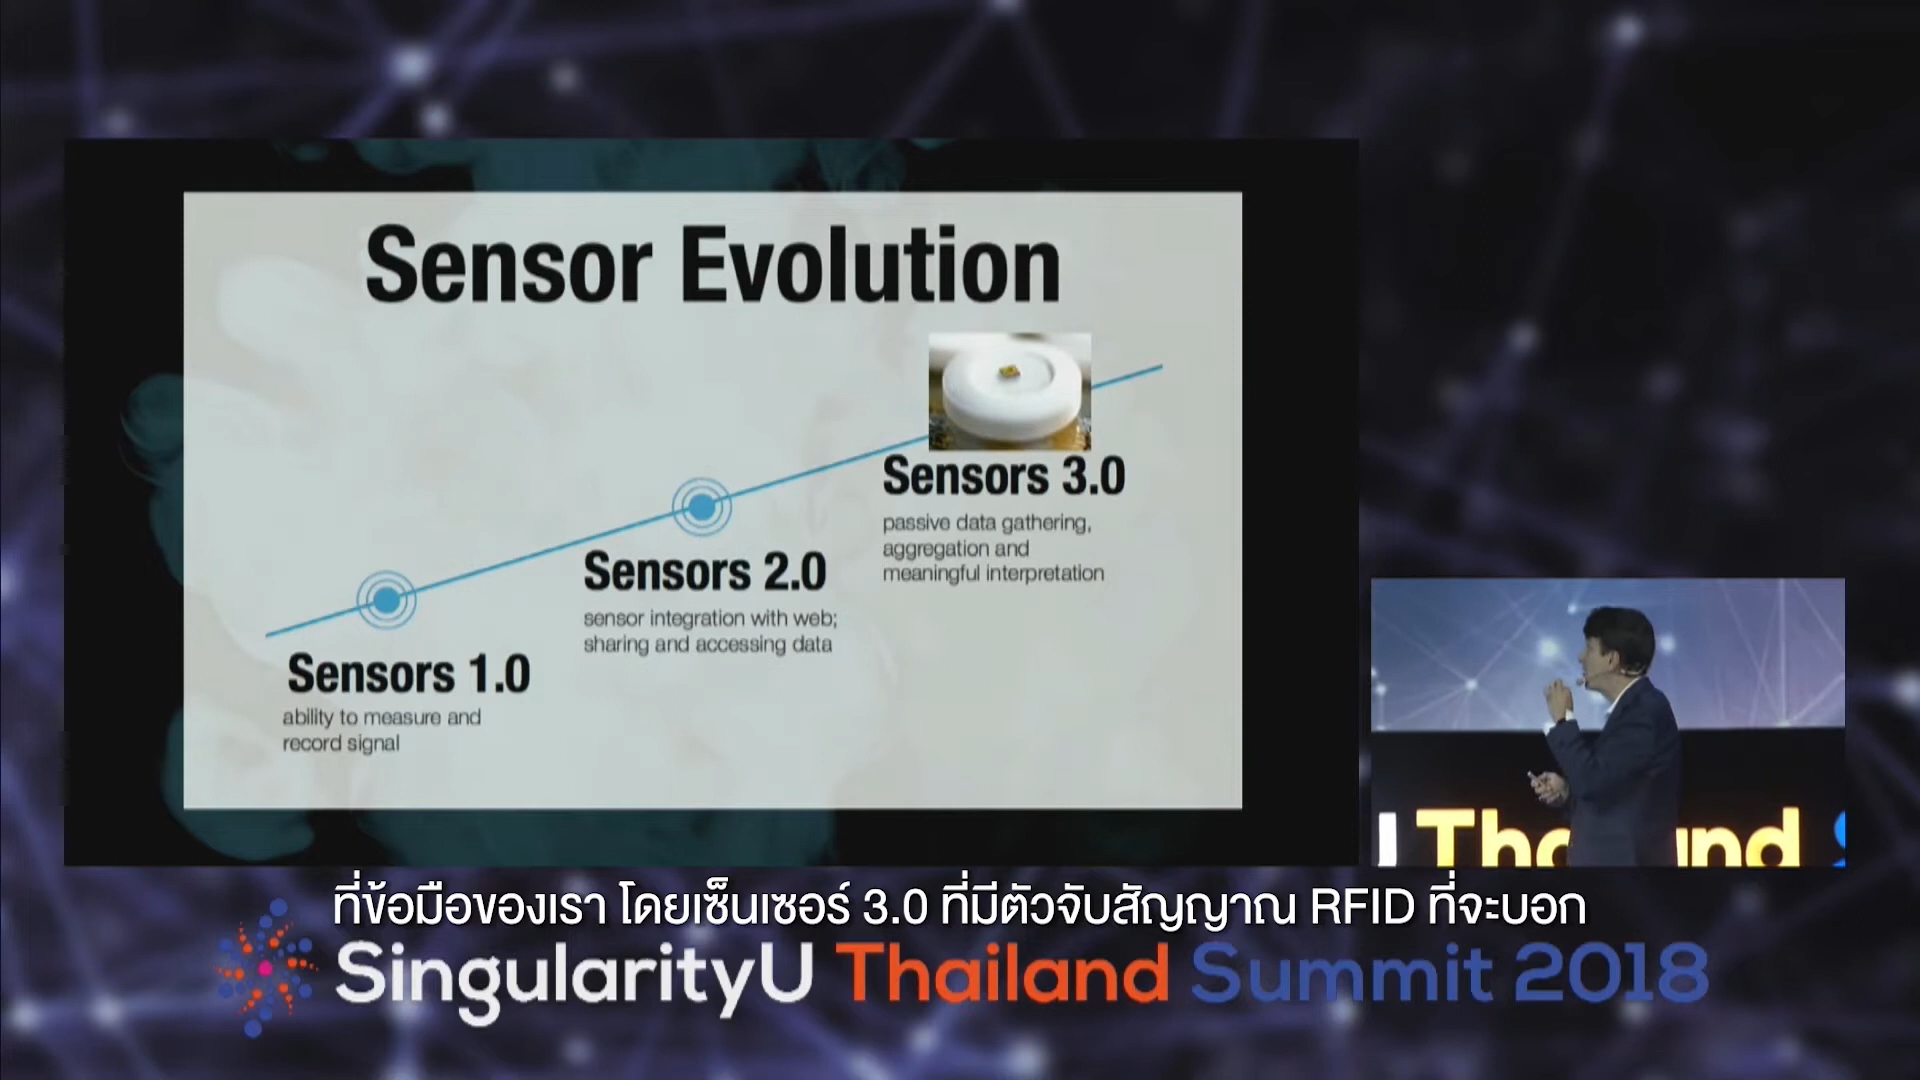 Sensor Evolution
Sensors 3.0
passive data gathering,
aggregation and
meaningful interpretation
Sensors 2.0
sensor integration with web;
sharing and accessing data
Sensors 1.0
ability to measure and
record signal
ที่ข้อมือของเรา โดยเซ็นเซอร์ 3.0 ที่มีตัวจับสัญญาณ RFID ที่จะบอก
SingularityU Thailand Summit 2018